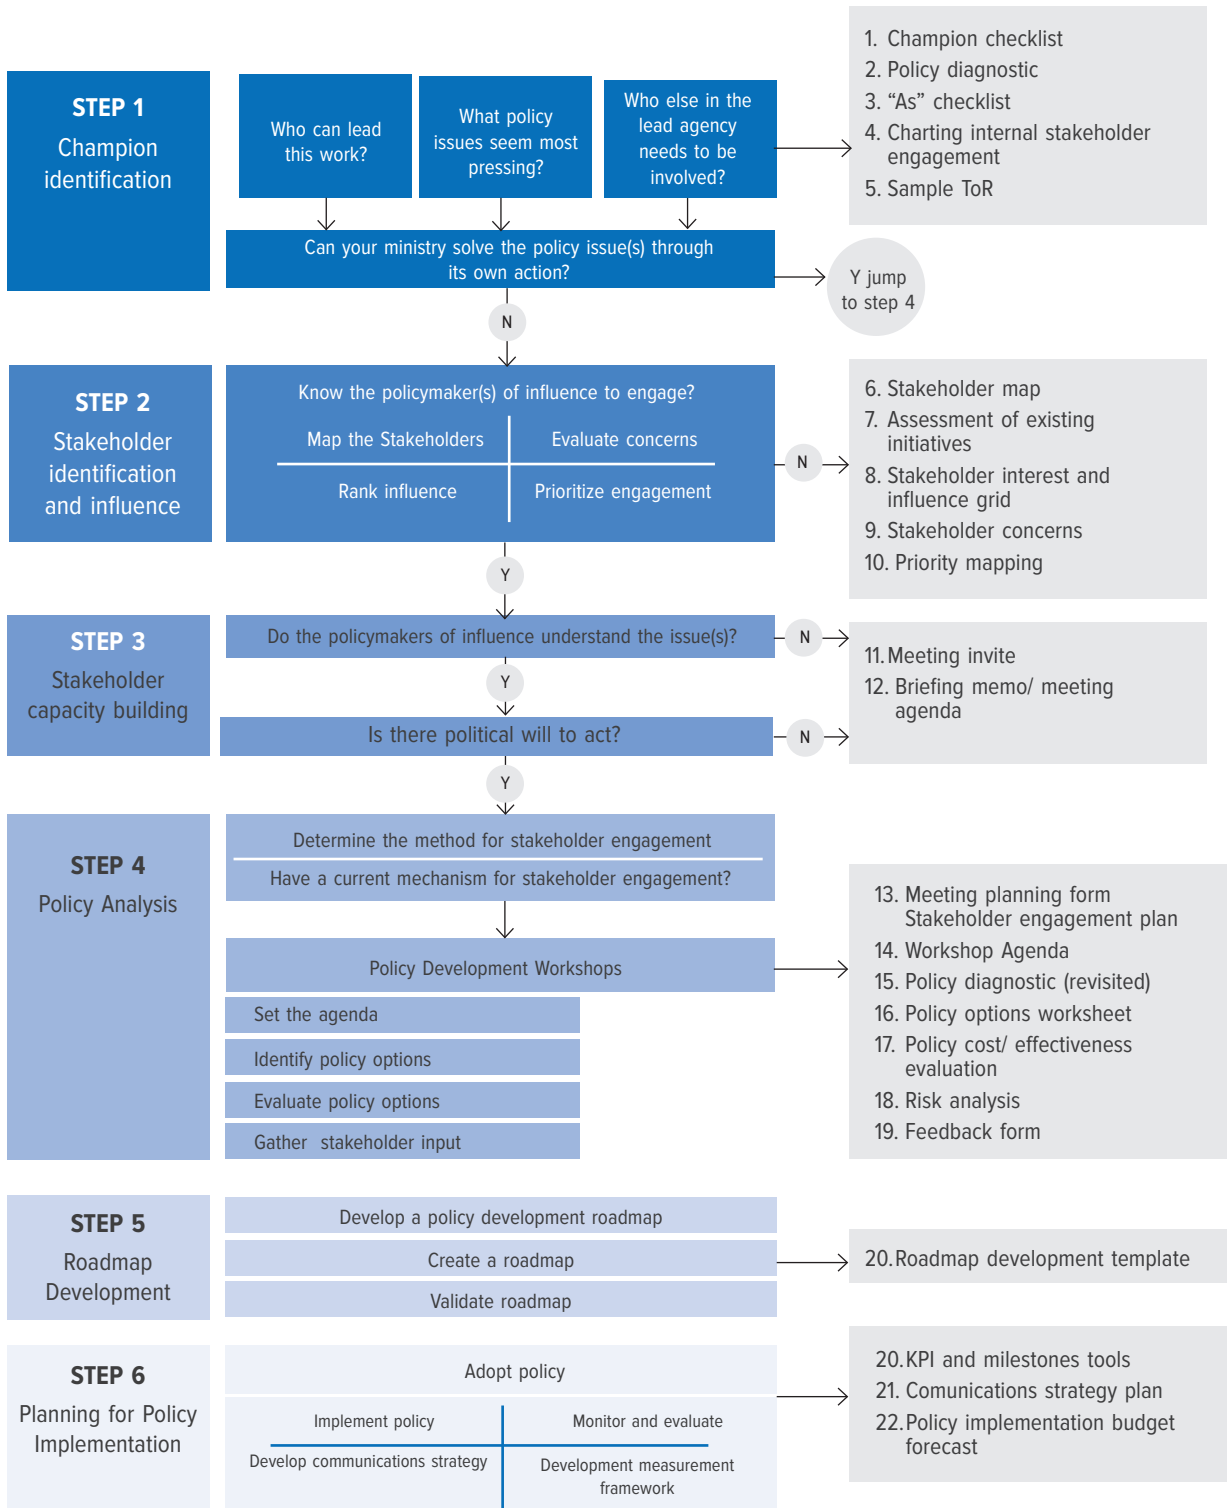 STEP 1
Champion
identification
Who can lead
this work?
What policy
issues seem most
pressing?
Who else in the
lead agency
needs to be
involved?
1. Champion checklist
2. Policy diagnostic
3. “As” checklist
4. Charting internal stakeholder
engagement
5. Sample ToR
Can your ministry solve the policy issue(s) through
its own action?
Y jump
to step 4
N
STEP 2
Stakeholder
identification
and influence
Know the policymaker(s) of influence to engage?
Map the Stakeholders
Evaluate concerns
Rank influence
Prioritize engagement
N
6. Stakeholder map
7. Assessment of existing
initiatives
8. Stakeholder interest and
influence grid
9. Stakeholder concerns
10. Priority mapping
Y
STEP 3
Stakeholder
capacity building
Do the policymakers of influence understand the issue(s)?
N
Y
Is there political will to act?
N
11. Meeting invite
12. Briefing memo/ meeting
agenda
Y
STEP 4
Policy Analysis
Determine the method for stakeholder engagement
Have a current mechanism for stakeholder engagement?
Policy Development Workshops
Set the agenda
Identify policy options
Evaluate policy options
Gather stakeholder input
13. Meeting planning form
Stakeholder engagement plan
14. Workshop Agenda
15. Policy diagnostic (revisited)
16. Policy options worksheet
17. Policy cost/ effectiveness
evaluation
18. Risk analysis
19. Feedback form
STEP 5
Roadmap
Development
Develop a policy development roadmap
Create a roadmap
Validate roadmap
20. Roadmap development template
STEP 6
Planning for Policy
Implementation
Adopt policy
Implement policy
Monitor and evaluate
Develop communications strategy
Development measurement
framework
20. KPI and milestones tools
21. Comunications strategy plan
22. Policy implementation budget
forecast